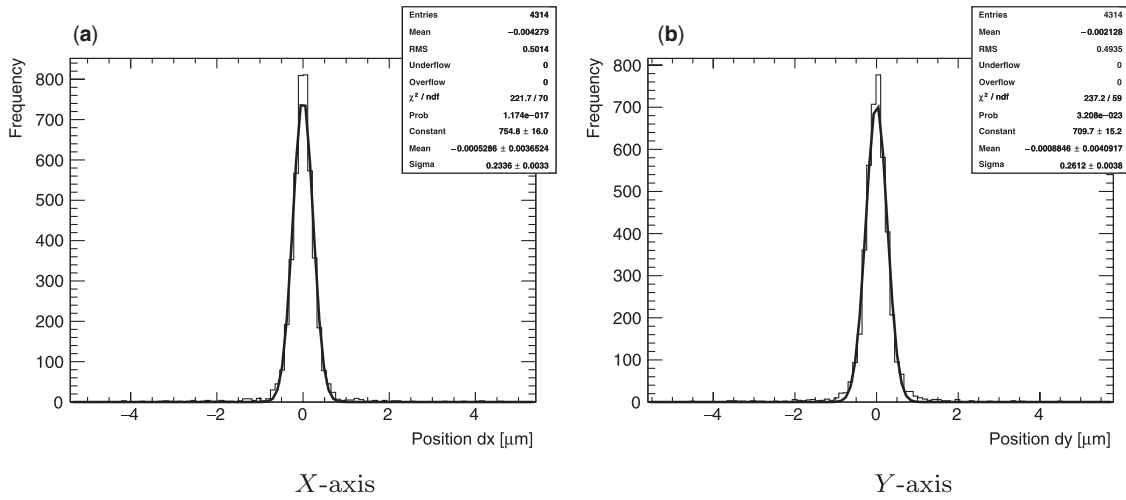 (a)
Entries 4314
Mean −0.004279
RMS 0.5014
Underflow 0
Overflow 0
χ² / ndf 221.7 / 70
Prob 1.174e−017
Constant 754.8 ± 16.0
Mean −0.0005286 ± 0.0036524
Sigma 0.2336 ± 0.0033
Frequency
800
700
600
500
400
300
200
100
0
−4 −2 0 2 4
Position dx [μm]
X-axis
(b)
Entries 4314
Mean −0.002128
RMS 0.4935
Underflow 0
Overflow 0
χ² / ndf 237.2 / 59
Prob 3.208e−023
Constant 709.7 ± 15.2
Mean −0.0008846 ± 0.0040917
Sigma 0.2612 ± 0.0038
Frequency
800
700
600
500
400
300
200
100
0
−4 −2 0 2 4
Position dy [μm]
Y-axis